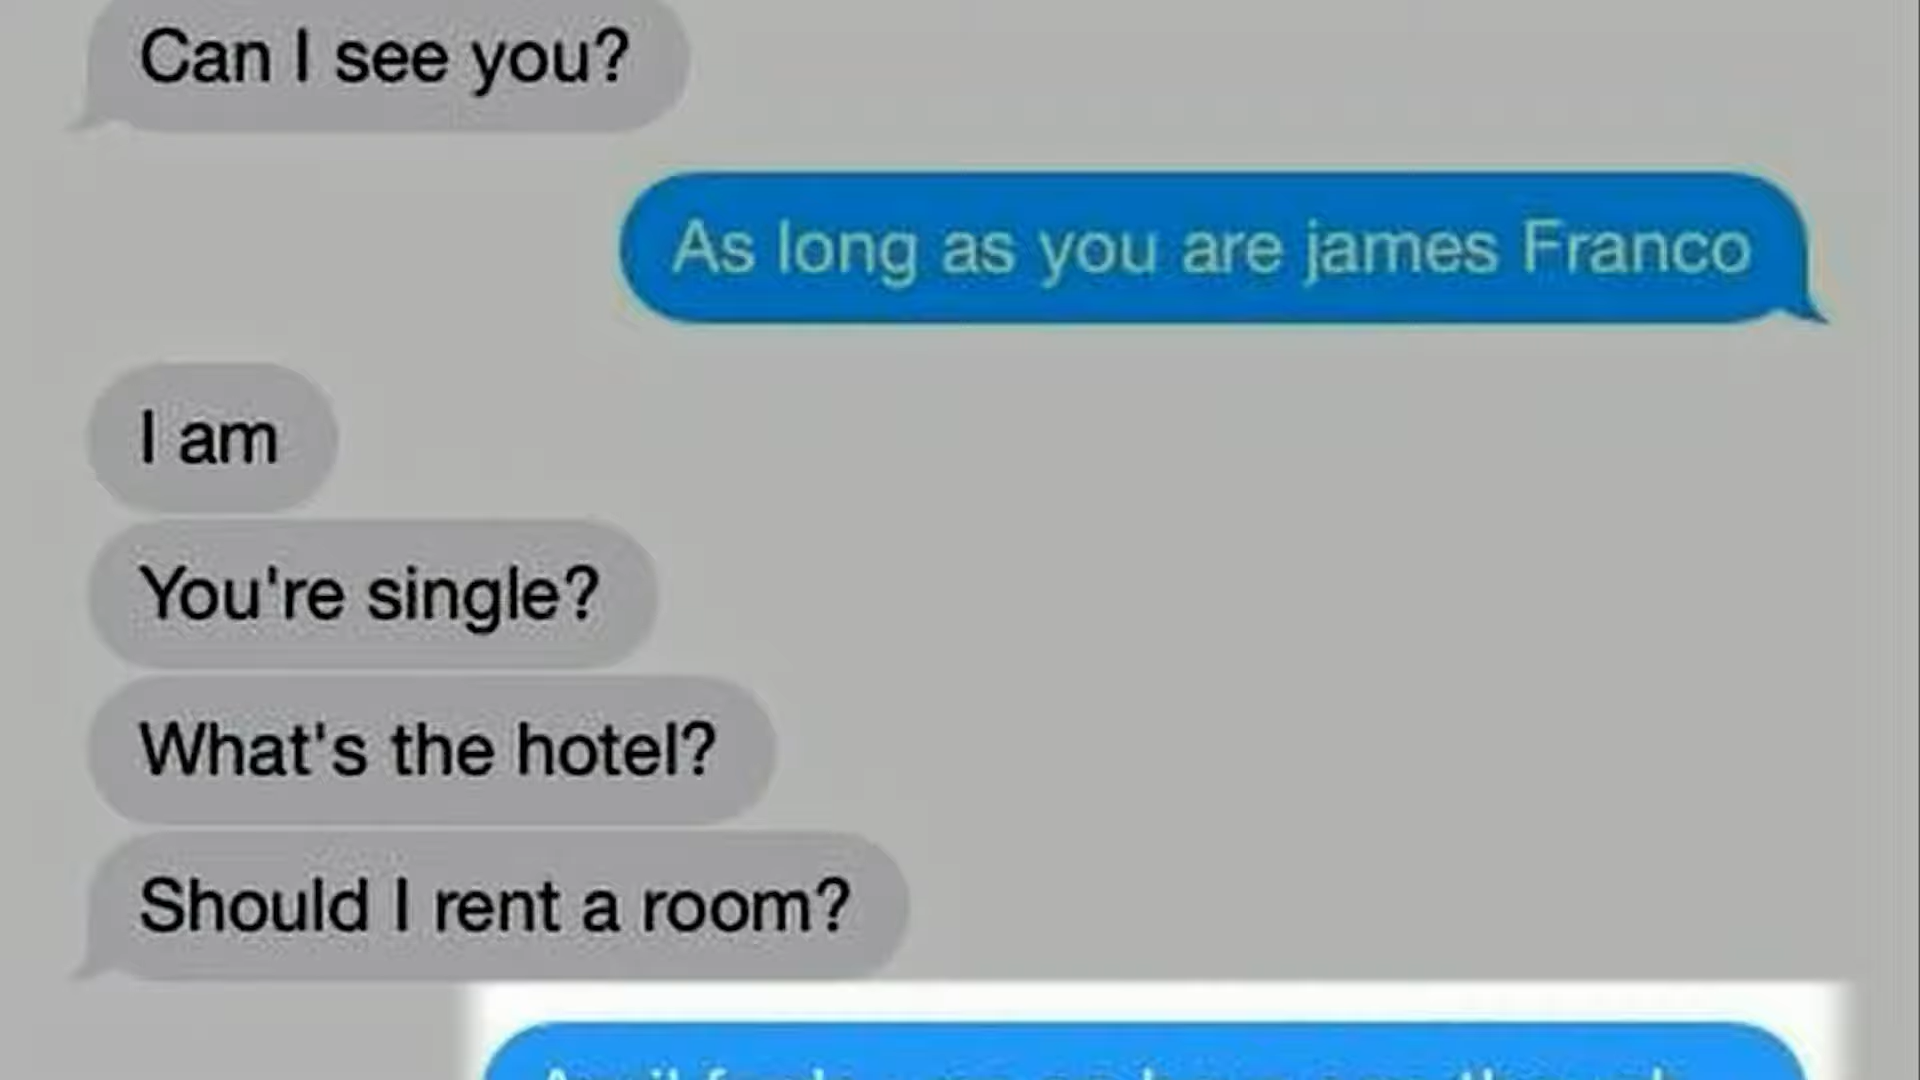 Can I see you?
As long as you are james Franco
I am
You're single?
What's the hotel?
Should I rent a room?